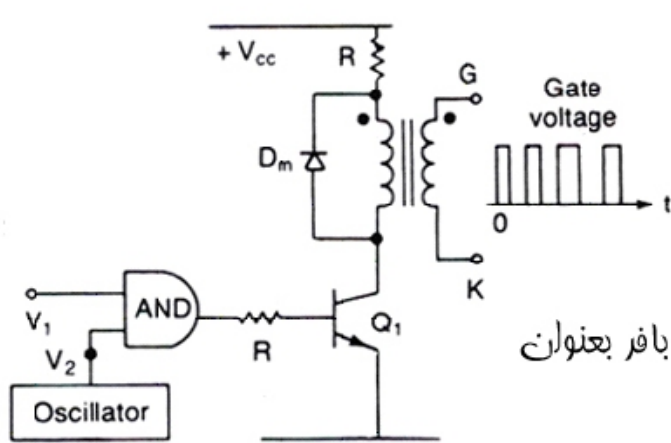 + Vcc
R
G
Gate
voltage
Dm
t
0
K
V1
AND
Q1
بافر بعنوان
V2
R
Oscillator